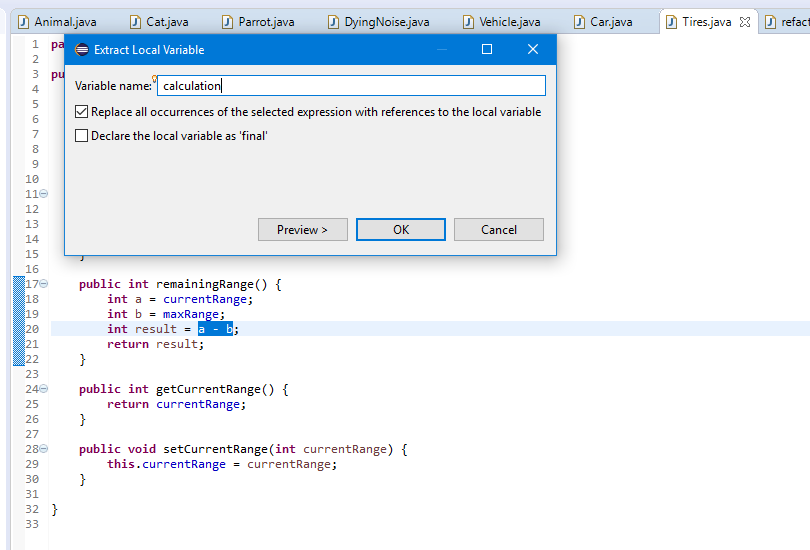 Animal.java Cat.java Parrot.java DyingNoise.java Vehicle.java Car.java Tires.java refact
1 pa
Extract Local Variable
2
3 pu
4
Variable name: calculation
5
Replace all occurrences of the selected expression with references to the local variable
6
7
Declare the local variable as 'final'
8
9
10
11
12
13
Preview > OK Cancel
14
15 }
16
17 public int remainingRange() {
18 int a = currentRange;
19 int b = maxRange;
20 int result = a - b;
21 return result;
22 }
23
24 public int getCurrentRange() {
25 return currentRange;
26 }
27
28 public void setCurrentRange(int currentRange) {
29 this.currentRange = currentRange;
30 }
31
32 }
33